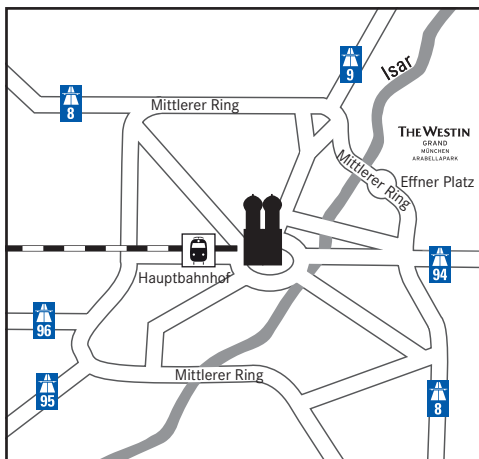 9
Isar
8
Mittlerer Ring
THE WESTIN
GRAND
MÜNCHEN
ARABELLAPARK
Mittlerer Ring
Effner Platz
94
Hauptbahnhof
96
Mittlerer Ring
95
8